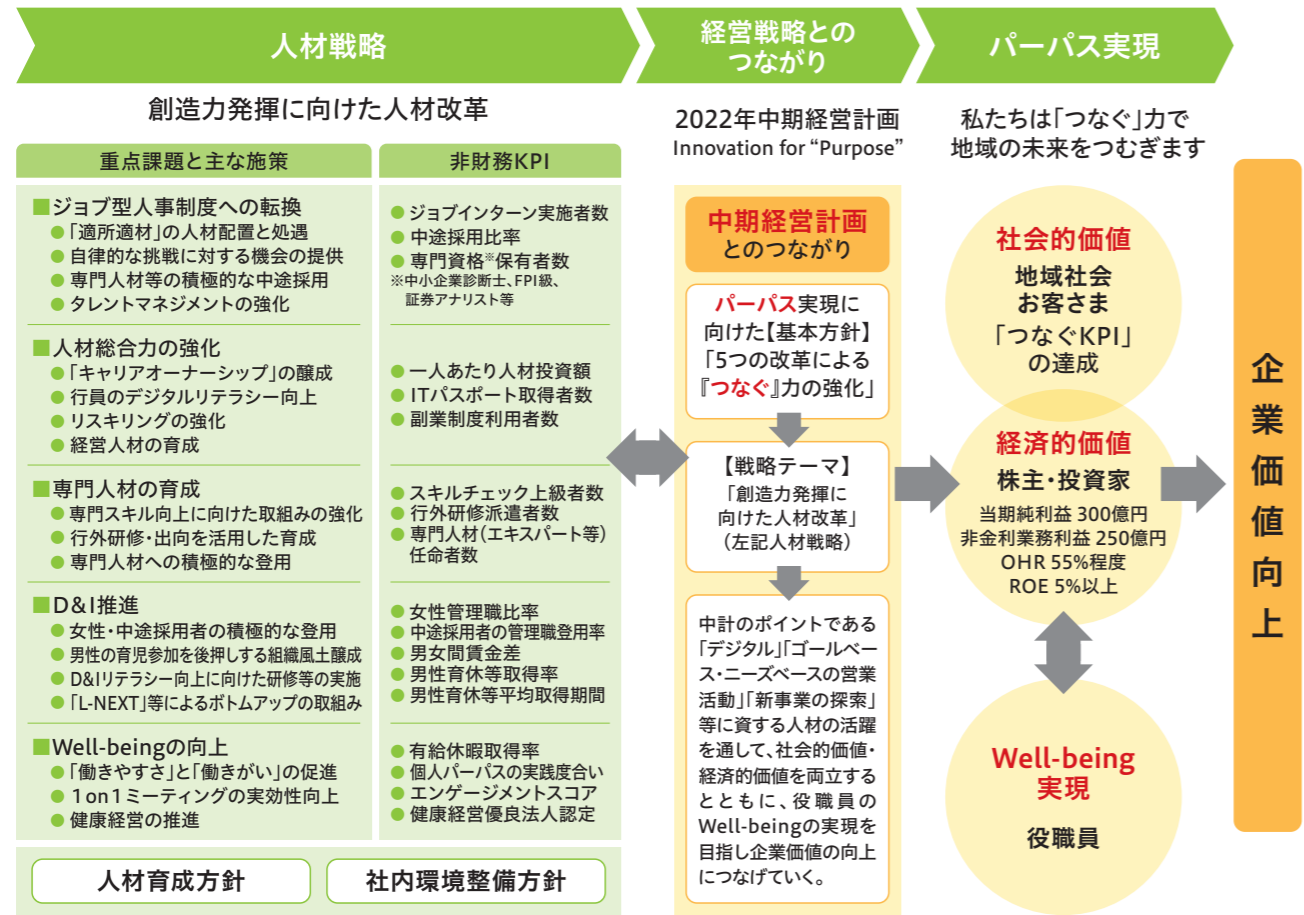 人材戦略
経営戦略との
つながり
パーパス実現
創造力発揮に向けた人材改革
重点課題と主な施策
非財務KPI
■ジョブ型人事制度への転換
●「適所適材」の人材配置と処遇
● 自律的な挑戦に対する機会の提供
● 専門人材等の積極的な中途採用
● タレントマネジメントの強化
● ジョブインターン実施者数
● 中途採用比率
● 専門資格※保有者数
※中小企業診断士、FP1級、
証券アナリスト等
■人材総合力の強化
●「キャリアオーナーシップ」の醸成
● 行員のデジタルリテラシー向上
● リスキリングの強化
● 経営人材の育成
● 一人あたり人材投資額
● ITパスポート取得者数
● 副業制度利用者数
■専門人材の育成
● 専門スキル向上に向けた取組みの強化
● 行外研修・出向を活用した育成
● 専門人材への積極的な登用
● スキルチェック上級者数
● 行外研修派遣者数
● 専門人材（エキスパート等）
任命者数
■D&I推進
● 女性・中途採用者の積極的な登用
● 男性の育児参加を後押しする組織風土醸成
● D&Iリテラシー向上に向けた研修等の実施
●「L-NEXT」等によるボトムアップの取組み
● 女性管理職比率
● 中途採用者の管理職登用率
● 男女間賃金差
● 男性育休等取得率
● 男性育休等平均取得期間
■Well-beingの向上
●「働きやすさ」と「働きがい」の促進
● 1on1ミーティングの実効性向上
● 健康経営の推進
● 有給休暇取得率
● 個人パーパスの実践度合い
● エンゲージメントスコア
● 健康経営優良法人認定
人材育成方針
社内環境整備方針
2022年中期経営計画
Innovation for “Purpose”
中期経営計画
とのつながり
パーパス実現に
向けた【基本方針】
「5つの改革による
『つなぐ』力の強化」
【戦略テーマ】
「創造力発揮に
向けた人材改革」
（左記人材戦略）
中計のポイントである
「デジタル」「ゴールベー
ス・ニーズベースの営業
活動」「新事業の探索」
等に資する人材の活躍
を通して、社会的価値・
経済的価値を両立する
とともに、役職員の
Well-beingの実現を
目指し企業価値の向上
につなげていく。
私たちは「つなぐ」力で
地域の未来をつむぎます
社会的価値
地域社会
お客さま
「つなぐKPI」
の達成
経済的価値
株主・投資家
当期純利益 300億円
非金利業務利益 250億円
OHR 55%程度
ROE 5%以上
Well-being
実現
役職員
企業価値向上